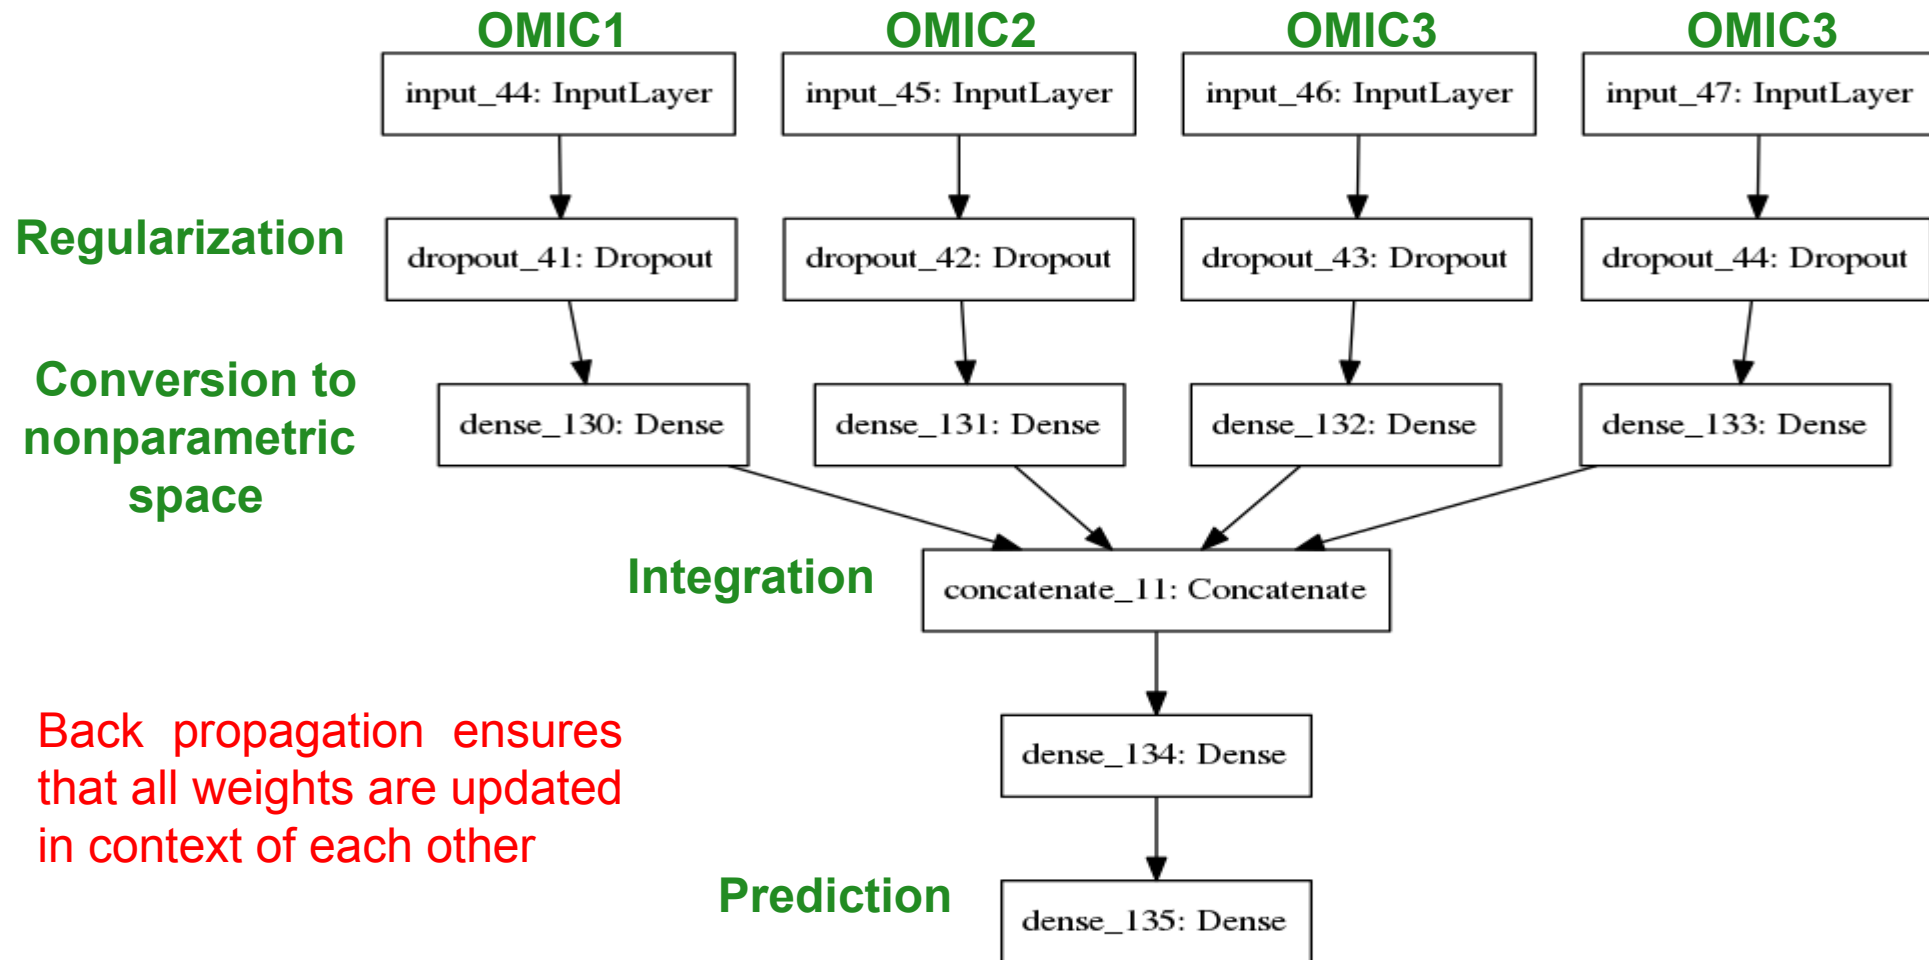 OMIC1 OMIC2 OMIC3 OMIC3
input_44: InputLayer input_45: InputLayer input_46: InputLayer input_47: InputLayer
Regularization
dropout_41: Dropout dropout_42: Dropout dropout_43: Dropout dropout_44: Dropout
Conversion to
nonparametric
space
dense_130: Dense dense_131: Dense dense_132: Dense dense_133: Dense
Integration
concatenate_11: Concatenate
Back propagation ensures
that all weights are updated
in context of each other
dense_134: Dense
Prediction
dense_135: Dense